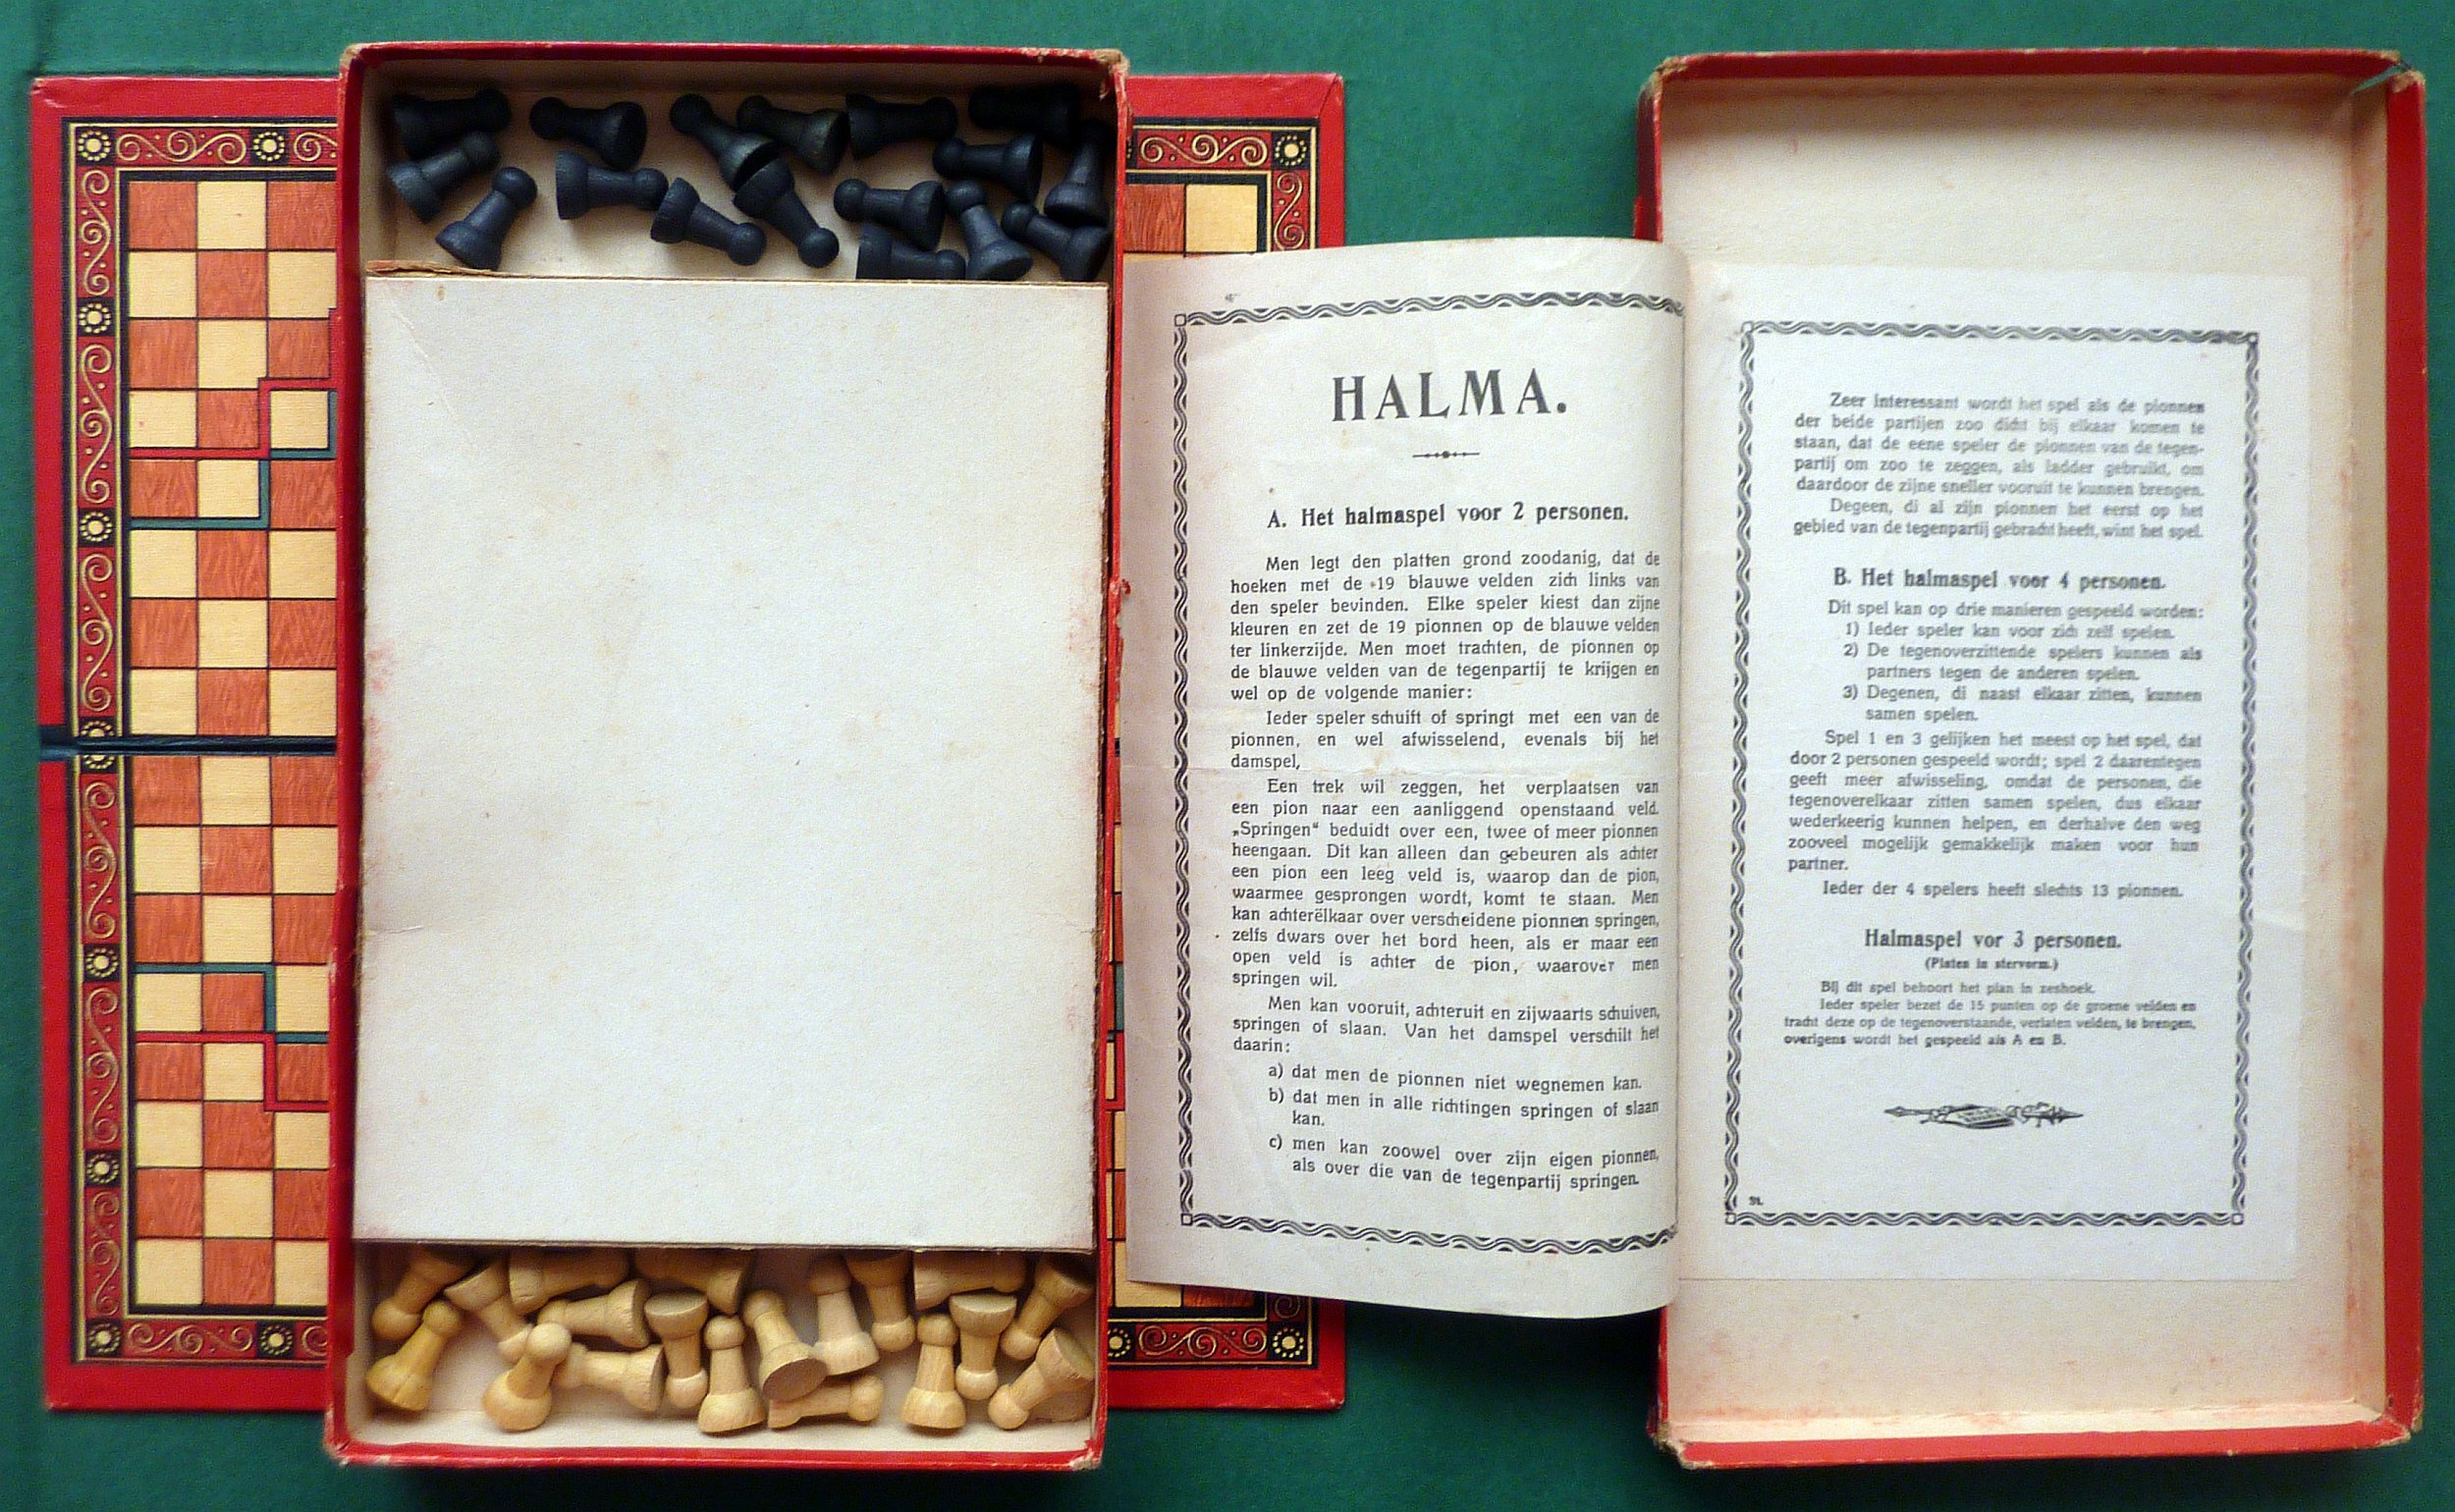 HALMA.
A. Het halmaspel voor 2 personen.
Men legt den platten grond zoodanig, dat de
hoeken met de 19 blauwe velden zich links van
den speler bevinden. Elke speler kiest dan zijne
kleuren en zet de 19 pionnen op de blauwe velden
ter linkerzijde. Men moet trachten, de pionnen op
de blauwe velden van de tegenpartij te krijgen en
wel op de volgende manier:
Ieder speler schuift of springt met een van de
pionnen, en wel afwisselend, evenals bij het
damspel,
Een trek wil zeggen, het verplaatsen van
een pion naar een aanliggend openstaand veld.
„Springen“ beduidt over een, twee of meer pionnen
heengaan. Dit kan alleen dan gebeuren als achter
een pion een leeg veld is, waarop dan de pion,
waarmee gesprongen wordt, komt te staan. Men
kan achterëlkaar over verscheidene pionnen springen,
zelfs dwars over het bord heen, als er maar een
open veld is achter de pion, waarover men
springen wil.
Men kan vooruit, achteruit en zijwaarts schuiven,
springen of slaan. Van het damspel verschilt het
daarin:
a) dat men de pionnen niet wegnemen kan.
b) dat men in alle richtingen springen of slaan
kan.
c) men kan zoowel over zijn eigen pionnen,
als over die van de tegenpartij springen.
Zeer interessant wordt het spel als de pionnen
der beide partijen zoo dicht bij elkaar komen te
staan, dat de eene speler de pionnen van de tegen-
partij om zoo te zeggen, als ladder gebruikt, om
daardoor de zijne sneller vooruit te kunnen brengen.
Degeen, di al zijn pionnen het eerst op het
gebied van de tegenpartij gebracht heeft, wint het spel.
B. Het halmaspel voor 4 personen.
Dit spel kan op drie manieren gespeeld worden:
1) Ieder speler kan voor zich zelf spelen.
2) De tegenoverzittende spelers kunnen als
partners tegen de anderen spelen.
3) Degenen, di naast elkaar zitten, kunnen
samen spelen.
Spel 1 en 3 gelijken het meest op het spel, dat
door 2 personen gespeeld wordt; spel 2 daarentegen
geeft meer afwisseling, omdat de personen, die
tegenoverelkaar zitten samen spelen, dus elkaar
wederkeerig kunnen helpen, en derhalve den weg
zooveel mogelijk gemakkelijk maken voor hun
partner.
Ieder der 4 spelers heeft slechts 13 pionnen.
Halmaspel vor 3 personen.
(Platen in stervorm.)
Bij dit spel behoort het plan in zeshoek.
Ieder speler bezet de 15 punten op de groene velden en
tracht deze op de tegenoverstaande, verlaten velden, te brengen,
overigens wordt het gespeeld als A en B.